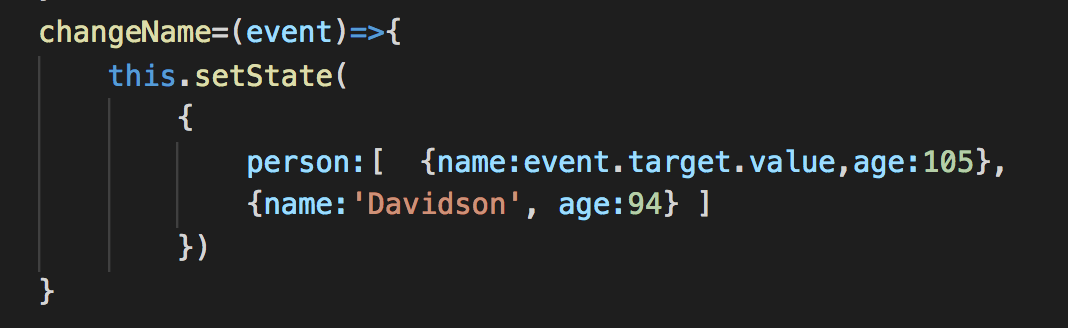 changeName=(event)=>{
this.setState(
{
person:[  {name:event.target.value,age:105},
{name:'Davidson', age:94} ]
})
}